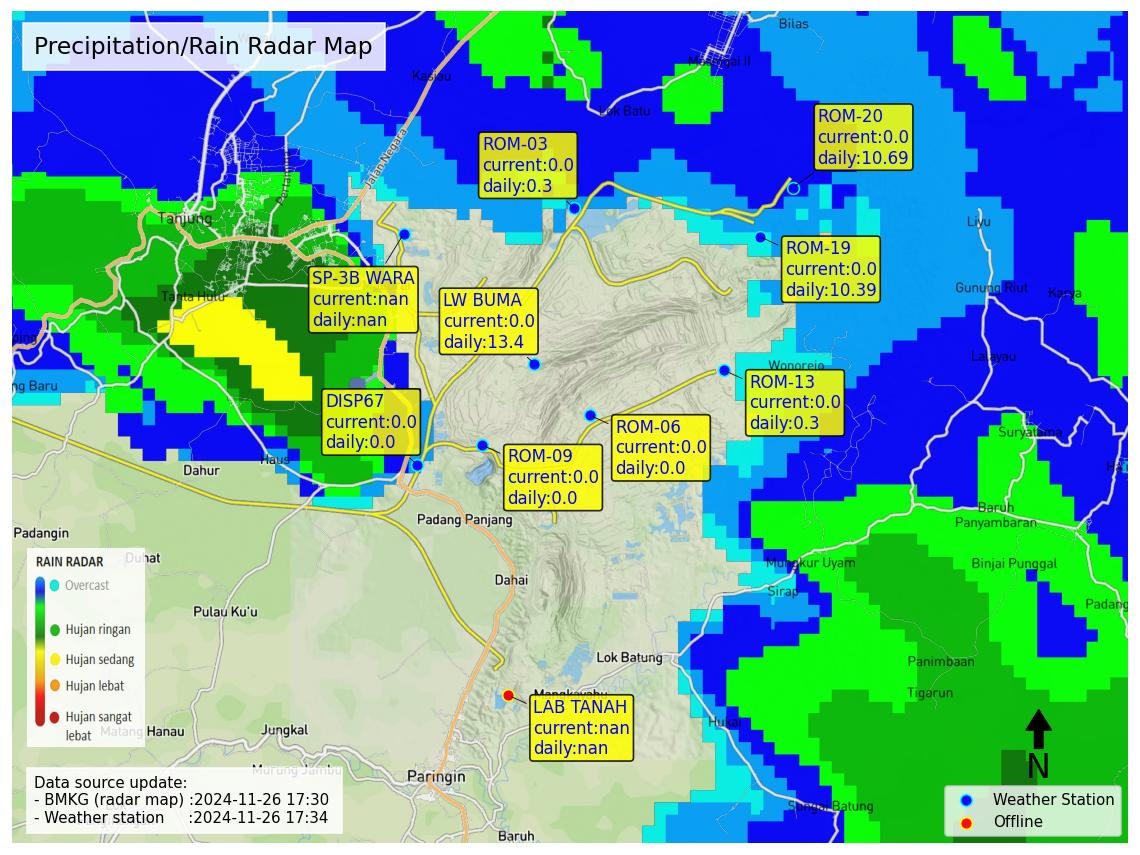 Precipitation/Rain Radar Map
Bilas
Kasiau
Masingai II
Lok Batu
Jalan Negara
ROM-20
current:0.0
daily:10.69
ROM-03
current:0.0
daily:0.3
Tanjung
Liyu
ROM-19
current:0.0
daily:10.39
SP-3B WARA
current:nan
daily:nan
LW BUMA
current:0.0
daily:13.4
Tanta Hulu
Gunung Riut
Karya
Lalayau
Wonorejo
ng Baru
ROM-13
current:0.0
daily:0.3
DISP67
current:0.0
daily:0.0
ROM-06
current:0.0
daily:0.0
ROM-09
current:0.0
daily:0.0
Suryatama
Haus
Dahur
Padang Panjang
Baruh
Panyambaran
Padangin
Duhat
Dahai
Mungkur Uyam
Binjai Punggal
Sirap
Padang
Pulau Ku'u
RAIN RADAR
Overcast
Hujan ringan
Hujan sedang
Hujan lebat
Hujan sangat
lebat
Lok Batung
Panimbaan
Tigarun
Mangkayahu
LAB TANAH
current:nan
daily:nan
Hukai
Matang Hanau
Jungkal
Murung Jambu
Paringin
N
Data source update:
- BMKG (radar map) :2024-11-26 17:30
- Weather station :2024-11-26 17:34
Weather Station
Offline
Sungai Batung
Baruh